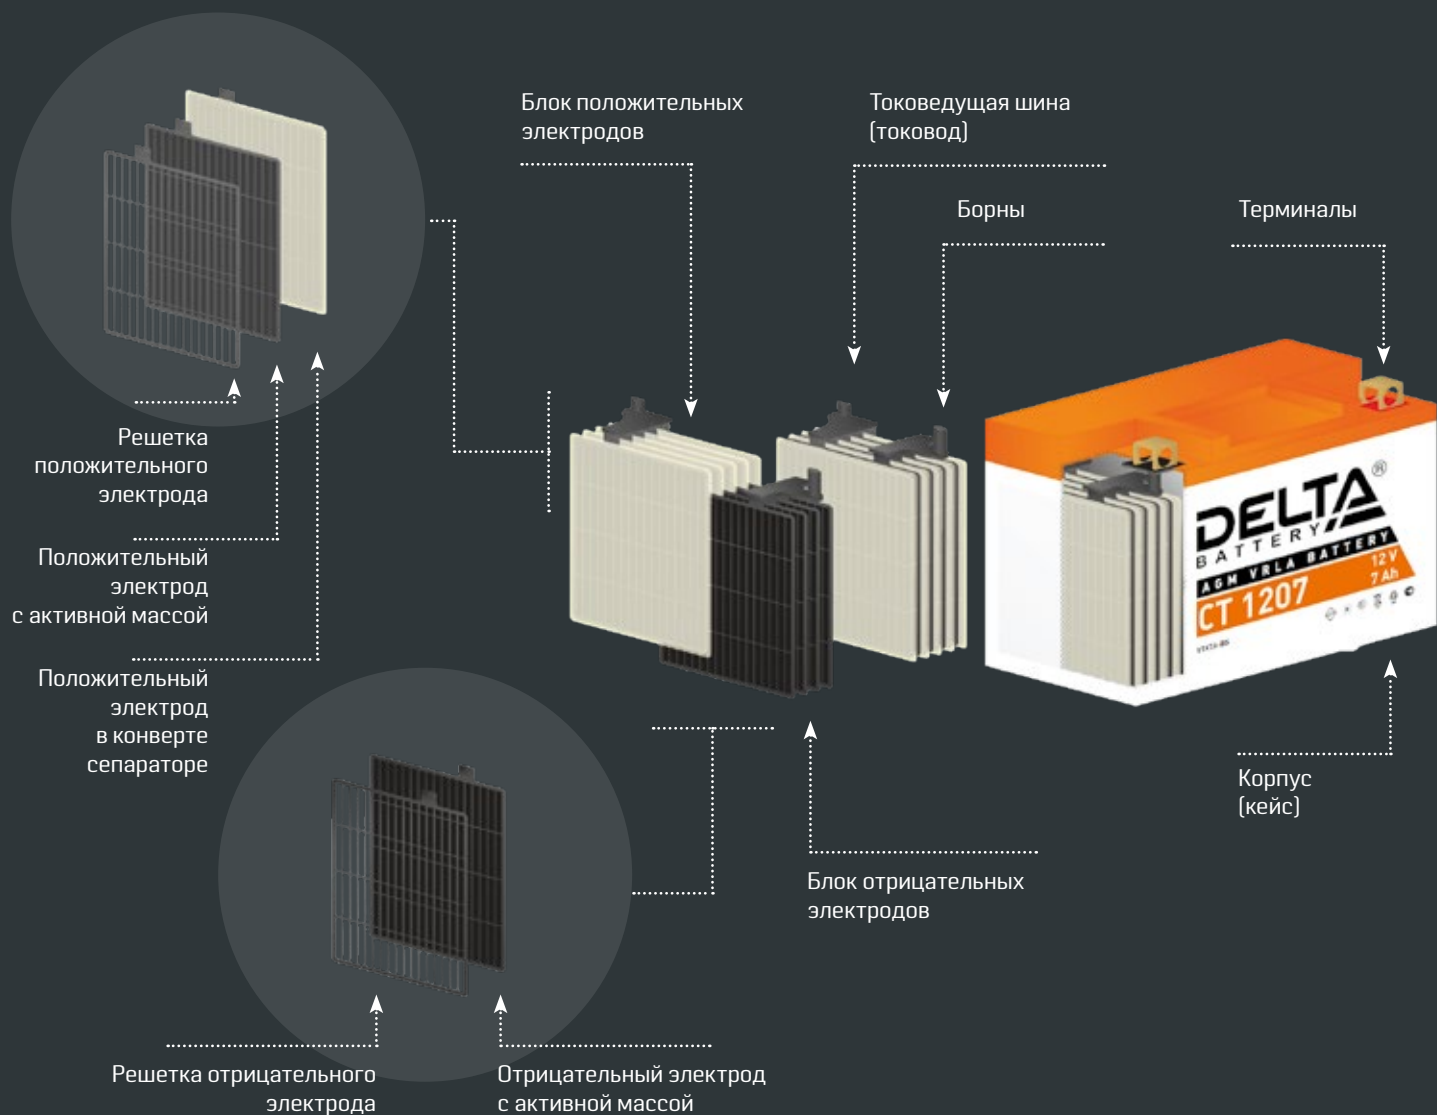 Блок положительных
электродов
Токоведущая шина
(токовод)
Борны
Терминалы
Решетка
положительного
электрода
Положительный
электрод
с активной массой
Положительный
электрод
в конверте
сепараторе
DELTA®
BATTERY
AGM VRLA BATTERY
12V
7 Ah
CT 1207
Корпус
(кейс)
Блок отрицательных
электродов
Решетка отрицательного
электрода
Отрицательный электрод
с активной массой